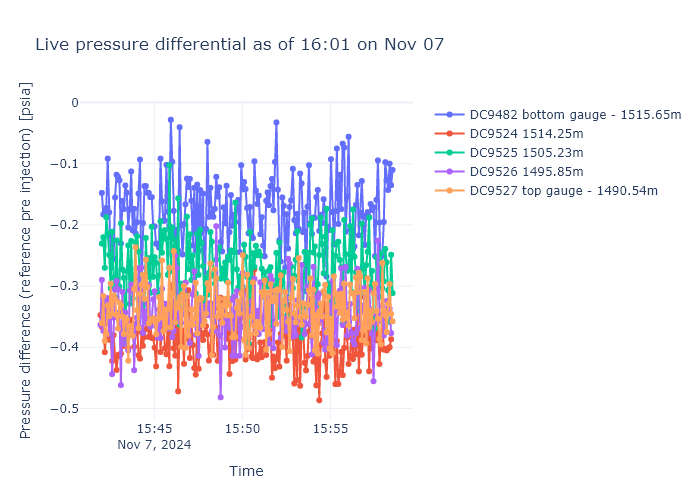 Live pressure differential as of 16:01 on Nov 07
Pressure difference (reference pre injection) [psia]
0
−0.1
−0.2
−0.3
−0.4
−0.5
15:45
Nov 7, 2024
15:50
15:55
Time
DC9482 bottom gauge - 1515.65m
DC9524 1514.25m
DC9525 1505.23m
DC9526 1495.85m
DC9527 top gauge - 1490.54m